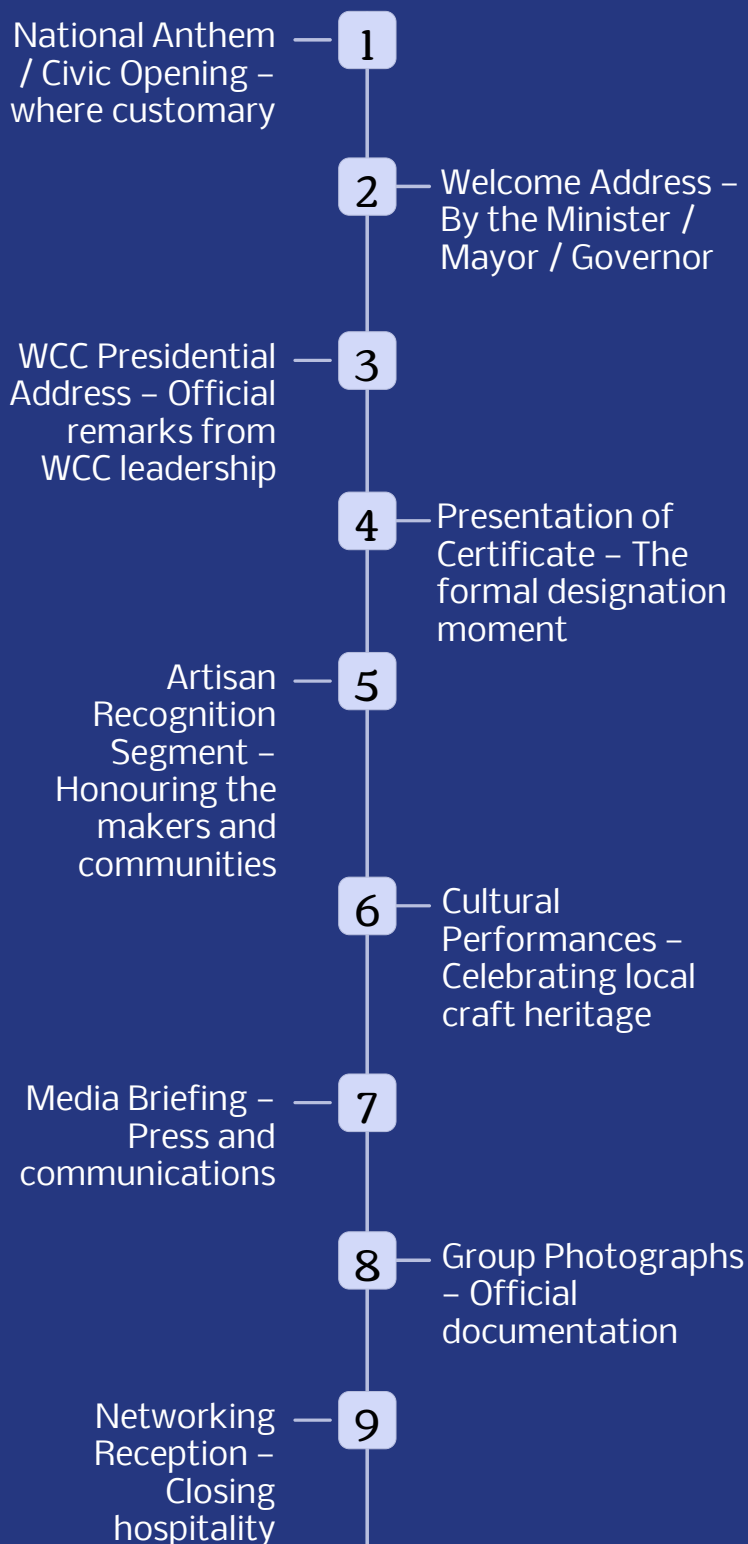 National Anthem
/ Civic Opening –
where customary
1
2
Welcome Address –
By the Minister /
Mayor / Governor
WCC Presidential
Address – Official
remarks from
WCC leadership
3
4
Presentation of
Certificate – The
formal designation
moment
Artisan
Recognition
Segment –
Honouring the
makers and
communities
5
6
Cultural
Performances –
Celebrating local
craft heritage
Media Briefing –
Press and
communications
7
8
Group Photographs
– Official
documentation
Networking
Reception –
Closing
hospitality
9